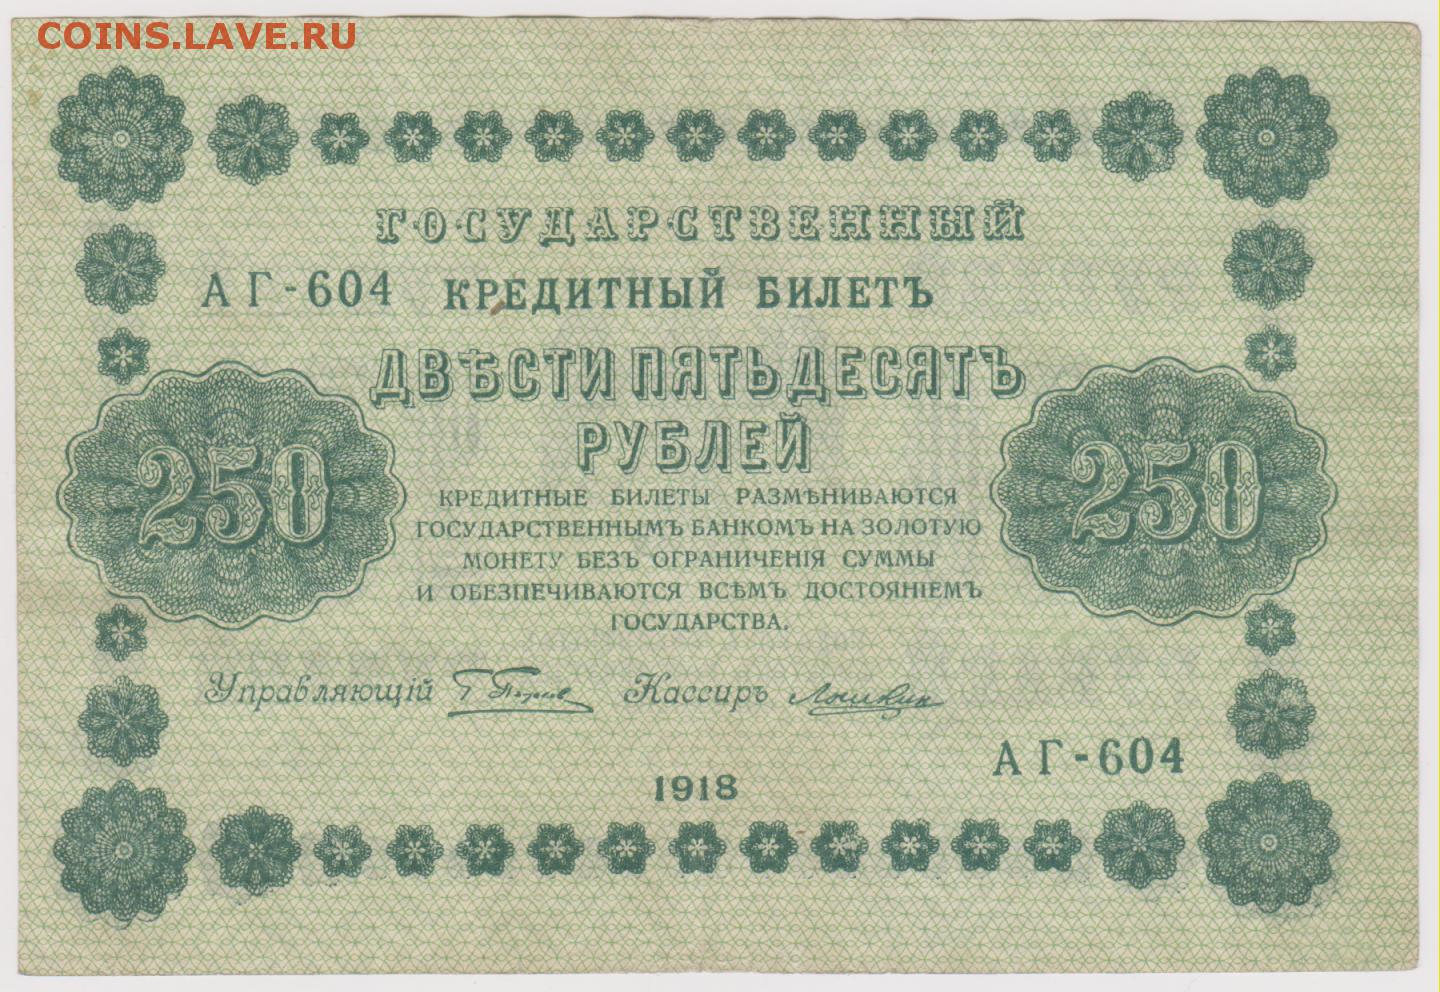 COINS.LAVE.RU
ГОСУДАРСТВЕННЫЙ
АГ-604 КРЕДИТНЫЙ БИЛЕТЪ
ДВѢСТИ ПЯТЬДЕСЯТЪ
РУБЛЕЙ
250 250
КРЕДИТНЫЕ БИЛЕТЫ РАЗМѢНИВАЮТСЯ
ГОСУДАРСТВЕННЫМЪ БАНКОМЪ НА ЗОЛОТУЮ
МОНЕТУ БЕЗЪ ОГРАНИЧЕНІЯ СУММЫ
И ОБЕЗПЕЧИВАЮТСЯ ВСѢМЪ ДОСТОЯНІЕМЪ
ГОСУДАРСТВА.
Управляющій Кассиръ
АГ-604
1918